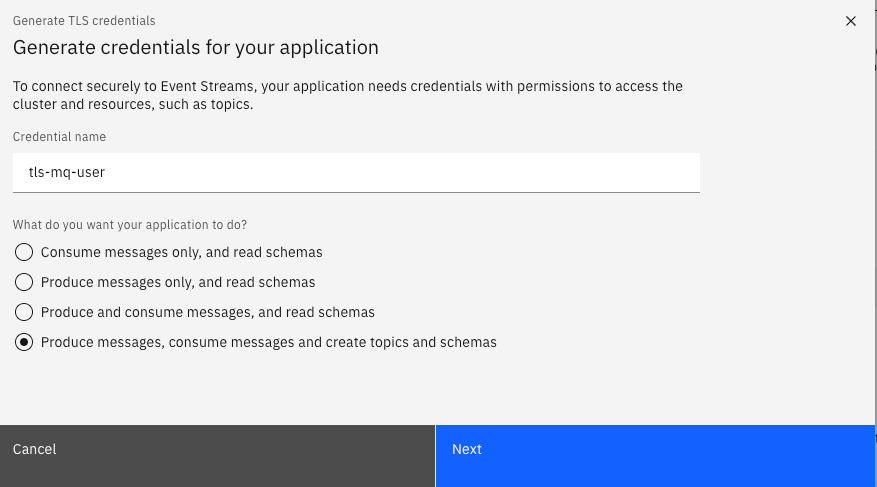 Generate TLS credentials
Generate credentials for your application
To connect securely to Event Streams, your application needs credentials with permissions to access the
cluster and resources, such as topics.
Credential name
tls-mq-user
What do you want your application to do?
Consume messages only, and read schemas
Produce messages only, and read schemas
Produce and consume messages, and read schemas
Produce messages, consume messages and create topics and schemas
Cancel
Next